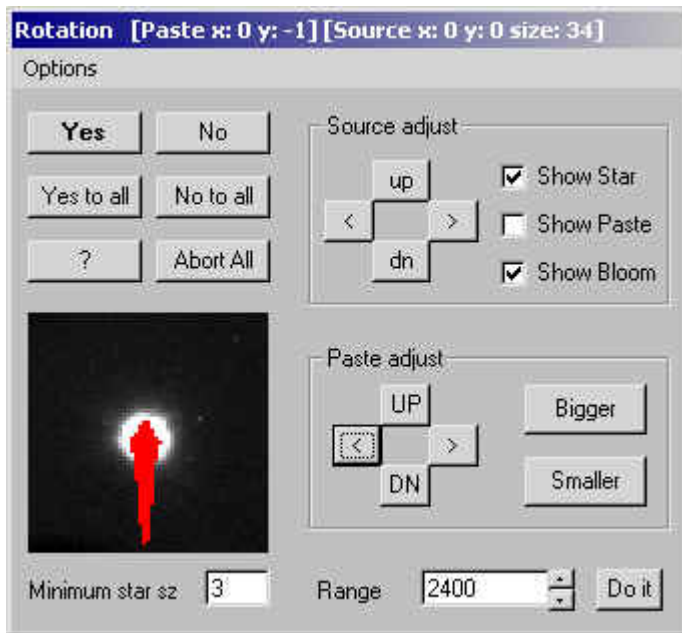 Rotation [Paste x: 0 y: -1] [Source x: 0 y: 0 size: 34]
Options
Yes No
Yes to all No to all
? Abort All
Source adjust
up
< >
dn
Show Star
Show Paste
Show Bloom
Paste adjust
UP
< >
DN
Bigger
Smaller
Minimum star sz 3
Range 2400 Do it